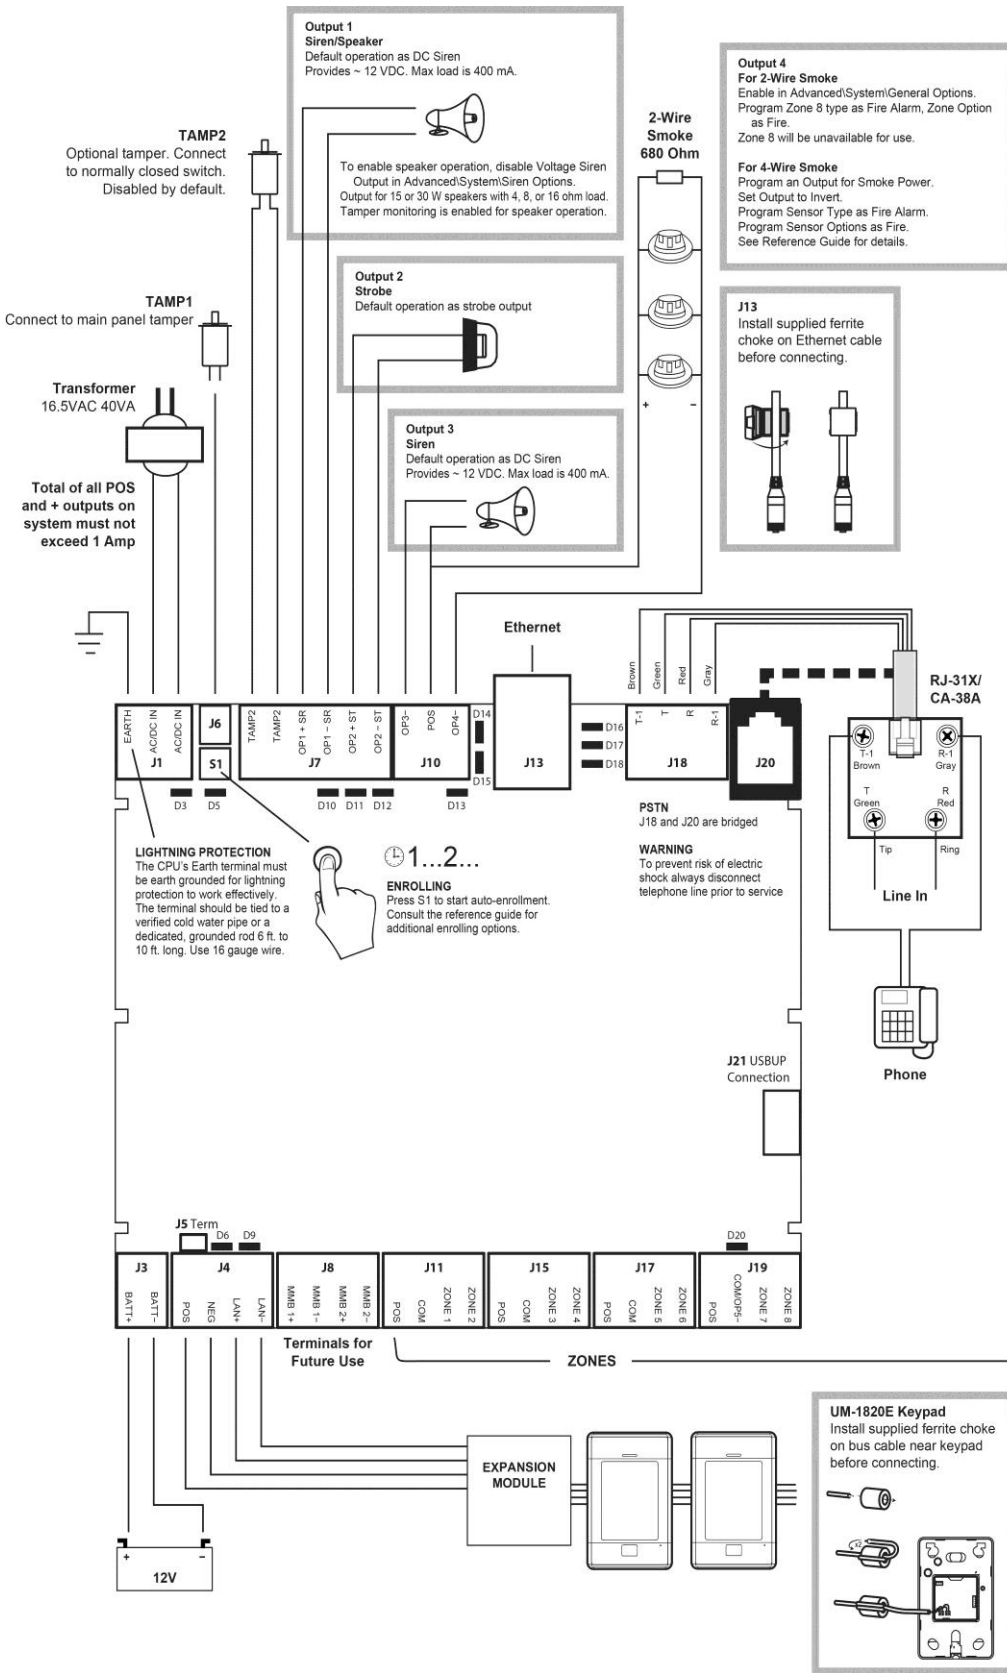 Output 1
Siren/Speaker
Default operation as DC Siren
Provides ~ 12 VDC. Max load is 400 mA.
To enable speaker operation, disable Voltage Siren
Output in Advanced\System\Siren Options.
Output for 15 or 30 W speakers with 4, 8, or 16 ohm load.
Tamper monitoring is enabled for speaker operation.
Output 4
For 2-Wire Smoke
Enable in Advanced\System\General Options.
Program Zone 8 type as Fire Alarm, Zone Option
as Fire.
Zone 8 will be unavailable for use.
For 4-Wire Smoke
Program an Output for Smoke Power.
Set Output to Invert.
Program Sensor Type as Fire Alarm.
Program Sensor Options as Fire.
See Reference Guide for details.
2-Wire
Smoke
680 Ohm
+
−
TAMP2
Optional tamper. Connect
to normally closed switch.
Disabled by default.
Output 2
Strobe
Default operation as strobe output
TAMP1
Connect to main panel tamper
J13
Install supplied ferrite
choke on Ethernet cable
before connecting.
Transformer
16.5VAC 40VA
Output 3
Siren
Default operation as DC Siren
Provides ~ 12 VDC. Max load is 400 mA.
Total of all POS
and + outputs on
system must not
exceed 1 Amp
Ethernet
Brown
Green
Red
Gray
RJ-31X/
CA-38A
EARTH
AC/DC IN
AC/DC IN
J1
J6
S1
TAMP2
TAMP2
OP1 + SR
OP1 − SR
OP2 + ST
OP2 − ST
J7
OP3−
POS
OP4−
J10
D14
D15
J13
D16
D17
D18
T-1
T
R
R-1
J18
J20
T-1
Brown
R-1
Gray
T
Green
R
Red
Tip
Ring
Line In
Phone
D3
D5
D10
D11
D12
D13
PSTN
J18 and J20 are bridged
WARNING
To prevent risk of electric
shock always disconnect
telephone line prior to service
LIGHTNING PROTECTION
The CPU's Earth terminal must
be earth grounded for lightning
protection to work effectively.
The terminal should be tied to a
verified cold water pipe or a
dedicated, grounded rod 6 ft. to
10 ft. long. Use 16 gauge wire.
1...2...
ENROLLING
Press S1 to start auto-enrollment.
Consult the reference guide for
additional enrolling options.
J21 USBUP
Connection
J5 Term
D6
D9
D20
J3
BATT+
BATT−
J4
POS
NEG
LAN+
LAN−
J8
MMB 1+
MMB 1−
MMB 2+
MMB 2−
J11
POS
COM
ZONE 1
ZONE 2
J15
POS
COM
ZONE 3
ZONE 4
J17
POS
COM
ZONE 5
ZONE 6
J19
POS
COM/OP5−
ZONE 7
ZONE 8
Terminals for
Future Use
ZONES
EXPANSION
MODULE
+
−
12V
UM-1820E Keypad
Install supplied ferrite choke
on bus cable near keypad
before connecting.
x2